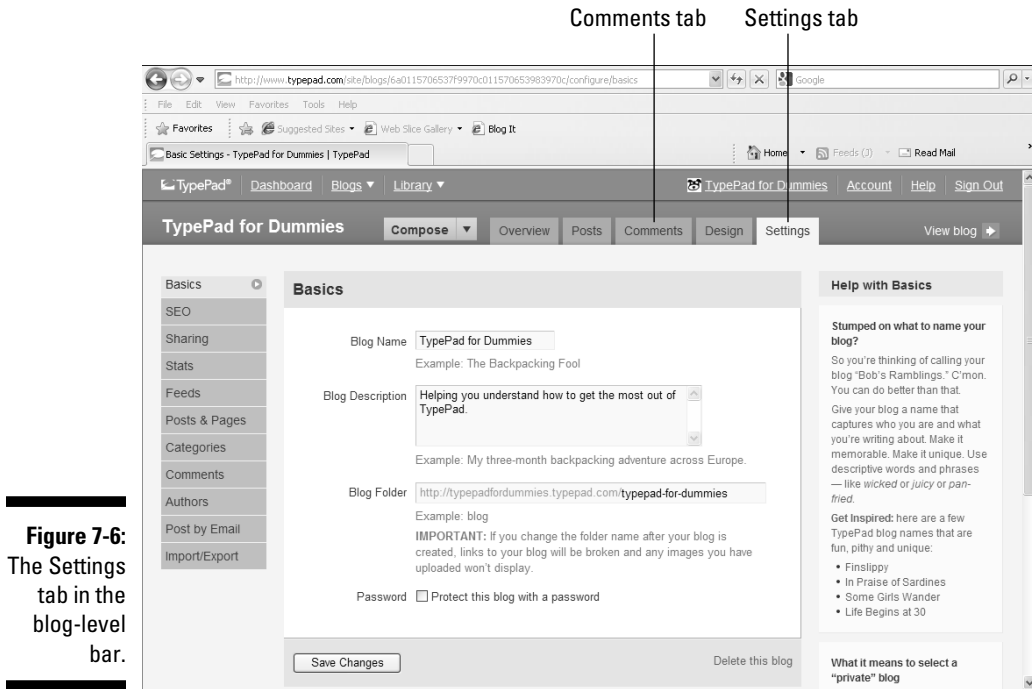 Comments tab
Settings tab
http://www.typepad.com/site/blogs/6a0115706537f9970c011570653983970c/configure/basics
Google
File Edit View Favorites Tools Help
Favorites
Suggested Sites
Web Slice Gallery
Blog It
Basic Settings - TypePad for Dummies | TypePad
Home
Feeds (J)
Read Mail
»
TypePad®
Dashboard
Blogs
Library
TypePad for Dummies
Account
Help
Sign Out
TypePad for Dummies
Compose
Overview
Posts
Comments
Design
Settings
View blog
Basics
SEO
Sharing
Stats
Feeds
Posts & Pages
Categories
Comments
Authors
Post by Email
Import/Export
Basics
Blog Name
TypePad for Dummies
Example: The Backpacking Fool
Blog Description
Helping you understand how to get the most out of
TypePad.
Example: My three-month backpacking adventure across Europe.
Blog Folder
http://typepadfordummies.typepad.com/typepad-for-dummies
Example: blog
IMPORTANT: If you change the folder name after your blog is
created, links to your blog will be broken and any images you have
uploaded won't display.
Password
Protect this blog with a password
Save Changes
Delete this blog
Help with Basics
Stumped on what to name your
blog?
So you're thinking of calling your
blog “Bob's Ramblings.” C'mon.
You can do better than that.
Give your blog a name that
captures who you are and what
you're writing about. Make it
memorable. Make it unique. Use
descriptive words and phrases
— like wicked or juicy or pan-
fried.
Get Inspired: here are a few
TypePad blog names that are
fun, pithy and unique:
• Finslippy
• In Praise of Sardines
• Some Girls Wander
• Life Begins at 30
What it means to select a
“private” blog
Figure 7-6:
The Settings
tab in the
blog-level
bar.